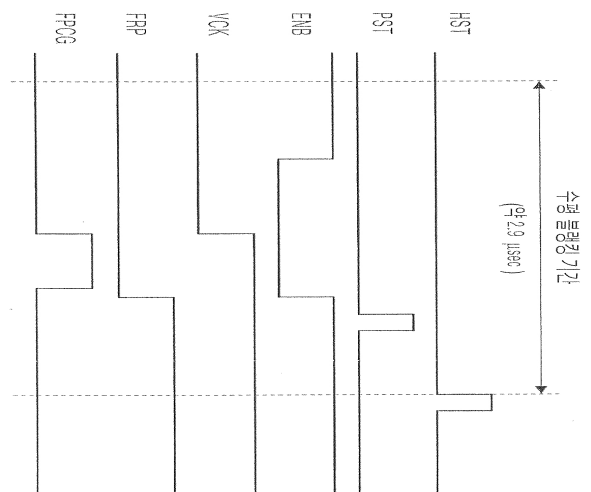 수평 블랭킹 기간
(약 2.9 μsec)
HST
PST
ENB
VCK
FRP
FPCG